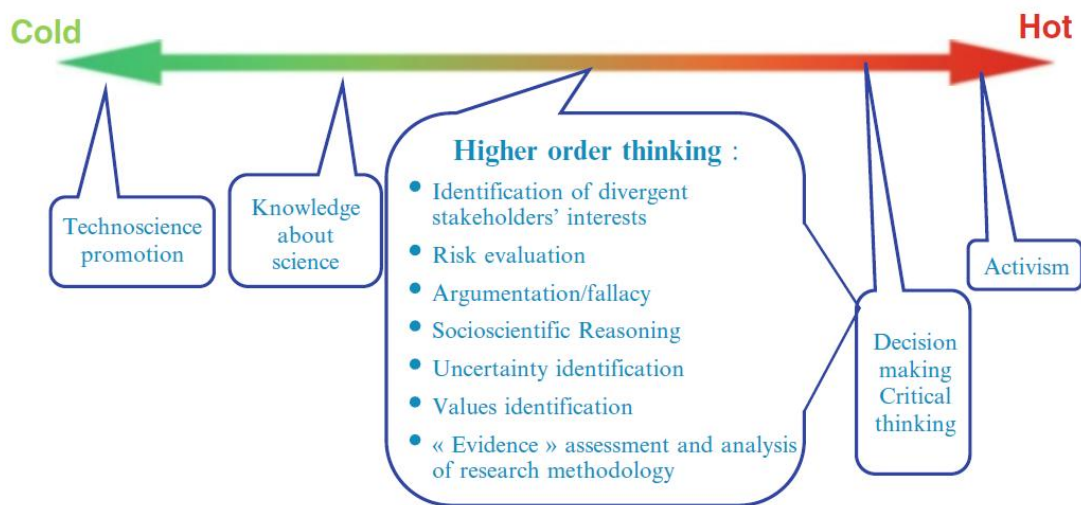 Cold
Hot
Technoscience
promotion
Knowledge
about
science
Higher order thinking :
• Identification of divergent
stakeholders’ interests
• Risk evaluation
• Argumentation/fallacy
• Socioscientific Reasoning
• Uncertainty identification
• Values identification
• « Evidence » assessment and analysis
of research methodology
Decision
making
Critical
thinking
Activism